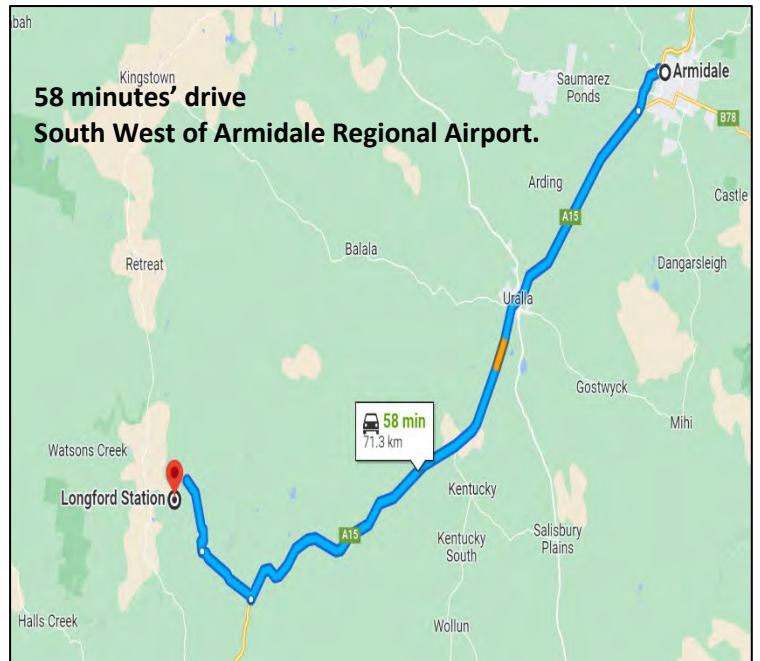 bah
Kingstown
58 minutes’ drive
South West of Armidale Regional Airport.
Saumarez
Ponds
Armidale
B78
Arding
Castle
A15
Balala
Dangarsleigh
Retreat
Uralla
Gostwyck
58 min
71.3 km
Mihi
Watsons Creek
Longford Station
Kentucky
A15
Kentucky
South
Salisbury
Plains
Halls Creek
Wollun